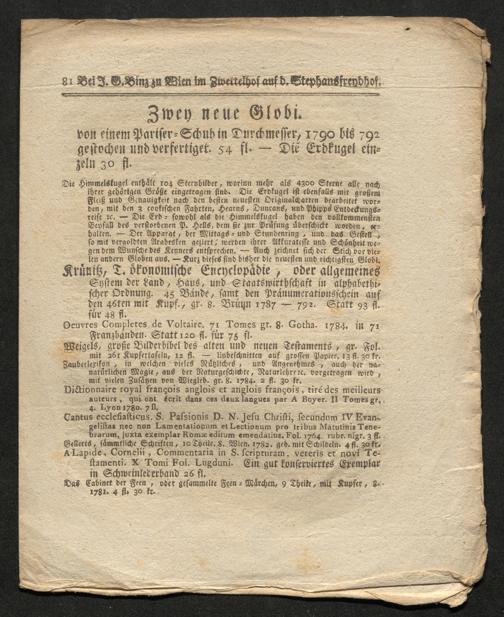 81 Bei J. G. Binz zu Wien im Zwettelhof auf d. Stephansfreydhof.
Zwey neue Globi.
von einem Pariser-Schuh in Durchmesser, 1790 bis 792
gestochen und verfertiget. 54 fl. — Die Erdkugel ein-
zeln 30 fl.
Die Himmelskugel enthält 104 Sternbilder, worinn mehr als 4300 Sterne alle nach
ihrer gehörigen Größe eingetragen sind. Die Erdkugel ist ebenfalls mit großem
Fleiß und Genauigkeit nach den besten neuesten Originalcharten bearbeitet wor-
den, mit den 3 cookischen Fahrten, Hearns, Duncans, und Phipps Entdeckungs-
reise ꝛc. — Die Erd- sowohl als die Himmelskugel haben den vollkommensten
Beyfall des verstorbenen P. Hells, dem sie zur Prüfung überschickt worden, er-
halten. — Der Apparat, der Mittags- und Stundenring, und das Gestell,
so mit vergoldten Arabesken geziert, werden ihrer Akkuratesse und Schönheit we-
gen dem Wunsch des Kenners entsprechen. — Auch zeichnet sich der Stich vor vie-
len andern Globen aus. — Kurz dieses sind bisher die neuesten und richtigsten Globi.
Krünitz, D. ökonomische Encyclopädie, oder allgemeines
System der Land, Haus, und Staatswirthschaft in alphabethi-
scher Ordnung. 45 Bände, samt den Pränumerationsschein auf
den 46ten mit Kupf., gr. 8. Brünn 1787 — 792. Statt 93 fl.
für 48 fl.
Oeuvres Completes de Voltaire. 71 Tomes gr. 8. Gotha. 1784. in 71
Franzbänden. Statt 120 fl. für 75 fl.
Weigels, große Bilderbibel des alten und neuen Testaments, gr. Fol.
mit 261 Kupfertafeln, 12 fl. — unbeschnitten auf grossen Papier, 13 fl. 30 kr.
Zauberlexikon, in welchen vieles Nützliches, und Angenehmes, auch der na-
natürlichen Magie, aus der Naturgeschichte, Naturlehre ꝛc. vorgetragen wird,
mit vielen Zusätzen von Wiegleb. gr. 8. 1784. 2 fl. 30 kr.
Dictionnaire royal françois anglois et anglois françois, tiré des meilleurs
auteurs, qui ont écrit dans ces deux langues par A Boyer. II Tomes gr.
4. Lyon 1780. 7 fl.
Cantus ecclesiasticus. S. Passionis D. N. Jesu Christi, secundum IV Evan-
gelistas nec non Lamentationum et Lectionum pro tribus Matutinis Tene-
brarum, juxta exemplar Romæ editum emendatius. Fol. 1764. rubr. nigr. 3 fl.
Gellerts, sämmtliche Schriften, 10 Theile, 8. Wien. 1782. geb. mit Schildeln. 4 fl. 30 kr.
A Lapide, Cornelii, Commentaria in S. scripturam, veteris et novi Te-
stamenti. X Tomi Fol. Lugduni. Ein gut konserviertes Exemplar
in Schweinlederband 26 fl.
Das Cabinet der Feen, oder gesammelte Feen-Märchen, 9 Theile, mit Kupfer, 8.
1781. 4 fl. 30 kr.